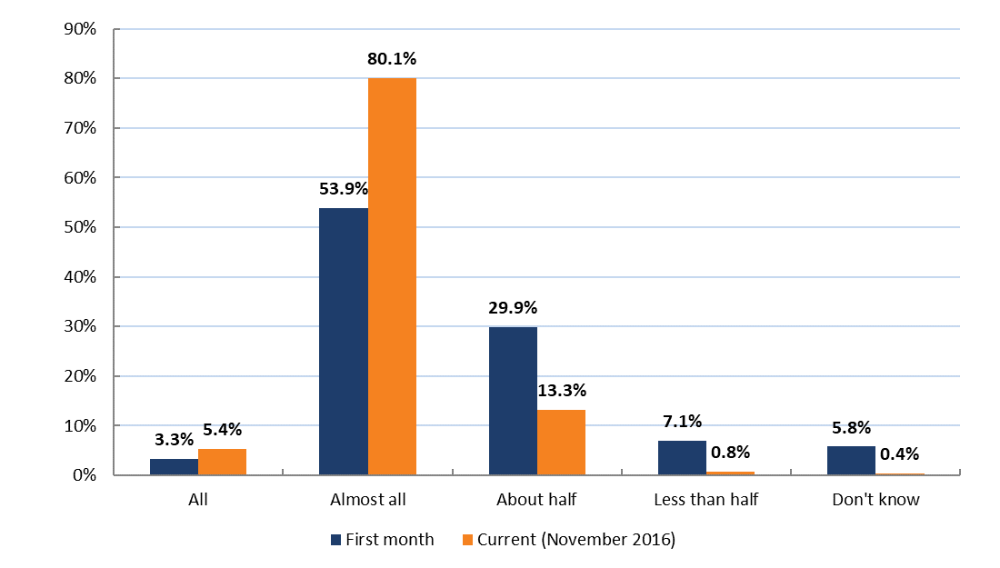 90%
80%
70%
60%
50%
40%
30%
20%
10%
0%
3.3%
5.4%
53.9%
80.1%
29.9%
13.3%
7.1%
0.8%
5.8%
0.4%
All
Almost all
About half
Less than half
Don't know
First month
Current (November 2016)